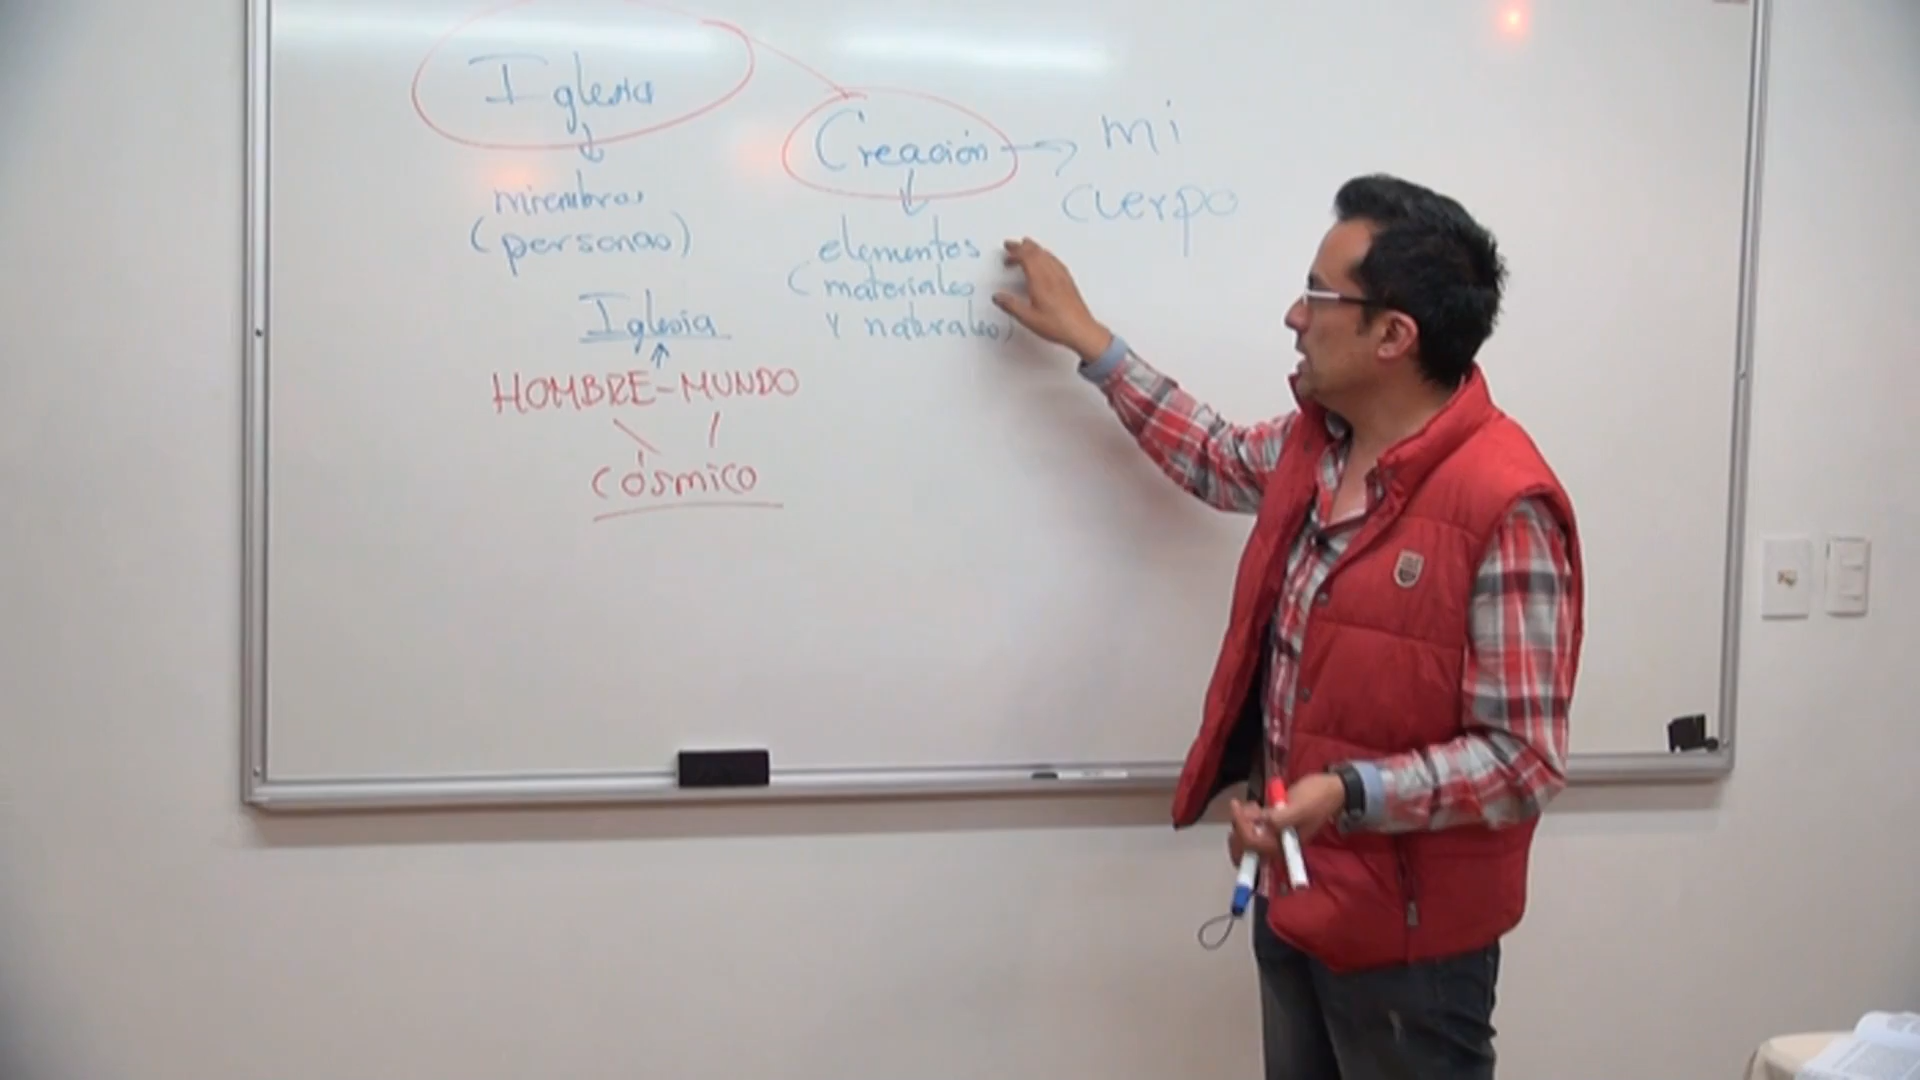 Iglesia
miembros
(personas)
Creación
mi
cuerpo
elementos
(materiales
y naturales)
Iglesia
HOMBRE-MUNDO
CÓSMICO